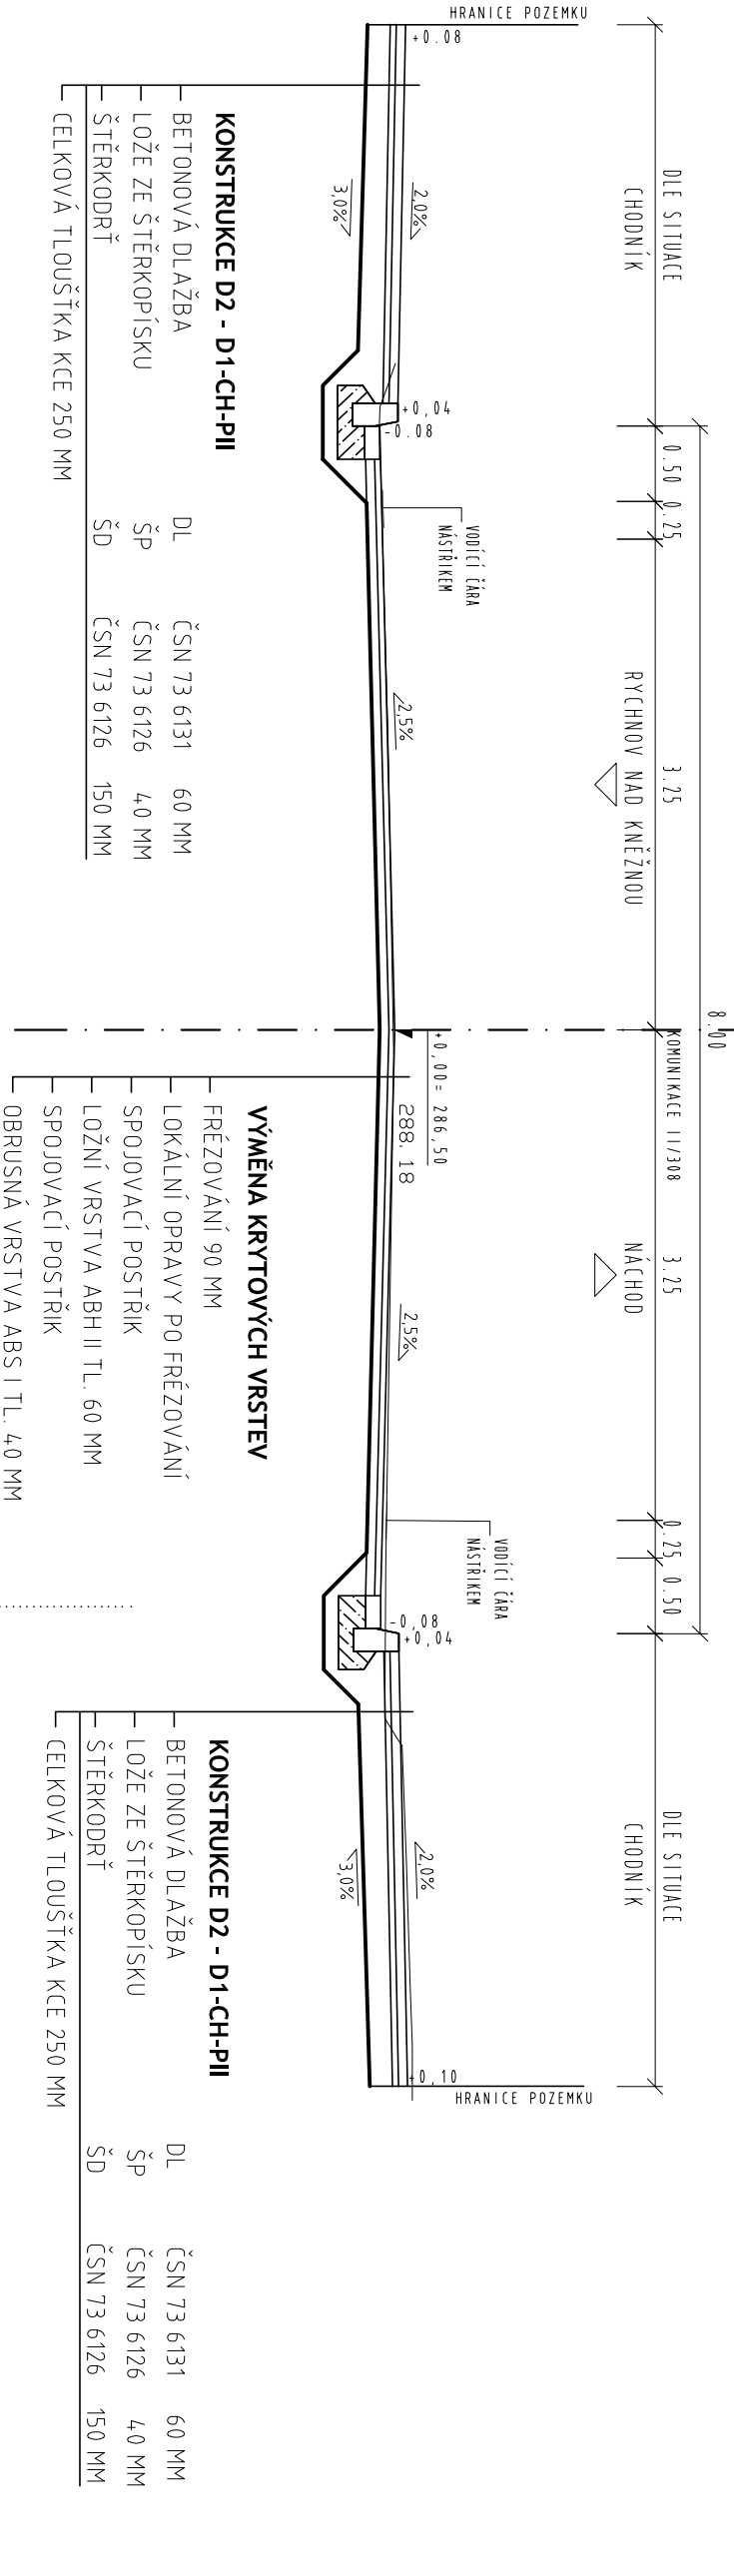 8.00
DLE SITUACE
0.50
0.25
3.25
KOMUNIKACE II/308
3.25
0.25
0.50
DLE SITUACE
CHODNÍK
RYCHNOV NAD KNĚŽNOU
NÁCHOD
CHODNÍK
HRANICE POZEMKU
+0.08
2,0%
3,0%
+0,04
-0.08
VODÍCÍ ČÁRA
NÁSTŘIKEM
2,5%
+0,00= 286,50
288.18
2,5%
VODÍCÍ ČÁRA
NÁSTŘIKEM
-0,08
+0,04
2,0%
3,0%
+0,10
HRANICE POZEMKU
KONSTRUKCE D2 - D1-CH-PII
BETONOVÁ DLAŽBA DL ČSN 73 6131 60 MM
LOŽE ZE ŠTĚRKOPÍSKU ŠP ČSN 73 6126 40 MM
ŠTĚRKODRŤ ŠD ČSN 73 6126 150 MM
CELKOVÁ TLOUŠŤKA KCE 250 MM
VÝMĚNA KRYTOVÝCH VRSTEV
FRÉZOVÁNÍ 90 MM
LOKÁLNÍ OPRAVY PO FRÉZOVÁNÍ
SPOJOVACÍ POSTŘIK
LOŽNÍ VRSTVA ABH II TL. 60 MM
SPOJOVACÍ POSTŘIK
OBRUSNÁ VRSTVA ABS I TL. 40 MM
KONSTRUKCE D2 - D1-CH-PII
BETONOVÁ DLAŽBA DL ČSN 73 6131 60 MM
LOŽE ZE ŠTĚRKOPÍSKU ŠP ČSN 73 6126 40 MM
ŠTĚRKODRŤ ŠD ČSN 73 6126 150 MM
CELKOVÁ TLOUŠŤKA KCE 250 MM